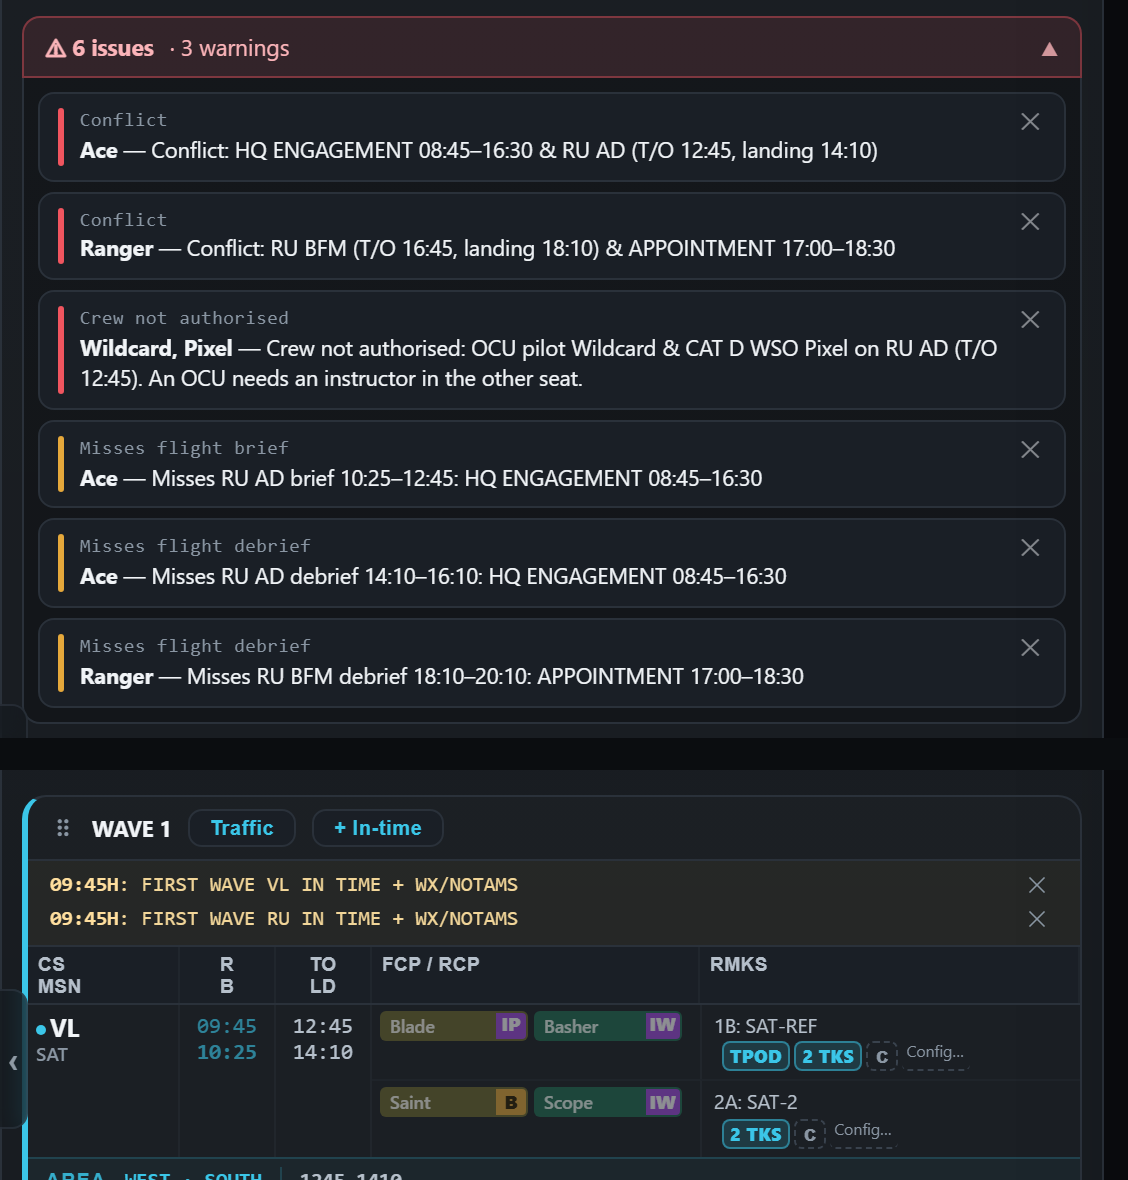 6 issues · 3 warnings
Conflict
Ace — Conflict: HQ ENGAGEMENT 08:45–16:30 & RU AD (T/O 12:45, landing 14:10)
Conflict
Ranger — Conflict: RU BFM (T/O 16:45, landing 18:10) & APPOINTMENT 17:00–18:30
Crew not authorised
Wildcard, Pixel — Crew not authorised: OCU pilot Wildcard & CAT D WSO Pixel on RU AD (T/O
12:45). An OCU needs an instructor in the other seat.
Misses flight brief
Ace — Misses RU AD brief 10:25–12:45: HQ ENGAGEMENT 08:45–16:30
Misses flight debrief
Ace — Misses RU AD debrief 14:10–16:10: HQ ENGAGEMENT 08:45–16:30
Misses flight debrief
Ranger — Misses RU BFM debrief 18:10–20:10: APPOINTMENT 17:00–18:30
WAVE 1 Traffic + In-time
09:45H: FIRST WAVE VL IN TIME + WX/NOTAMS
09:45H: FIRST WAVE RU IN TIME + WX/NOTAMS
CS R TO FCP / RCP RMKS
MSN B LD
VL 09:45 12:45 Blade IP Basher IW 1B: SAT-REF
SAT 10:25 14:10 TPOD 2 TKS C Config...
Saint B Scope IW 2A: SAT-2
2 TKS C Config...
AREA WEST · SOUTH 1245-1410